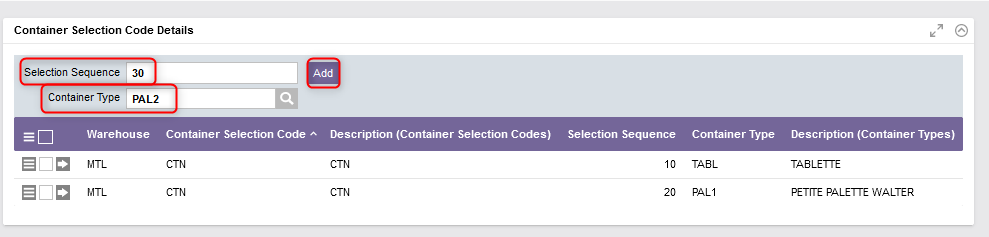 Container Selection Code Details
Selection Sequence 30 Add
Container Type PAL2
Warehouse Container Selection Code Description (Container Selection Codes) Selection Sequence Container Type Description (Container Types)
MTL CTN CTN 10 TABL TABLETTE
MTL CTN CTN 20 PAL1 PETITE PALETTE WALTER